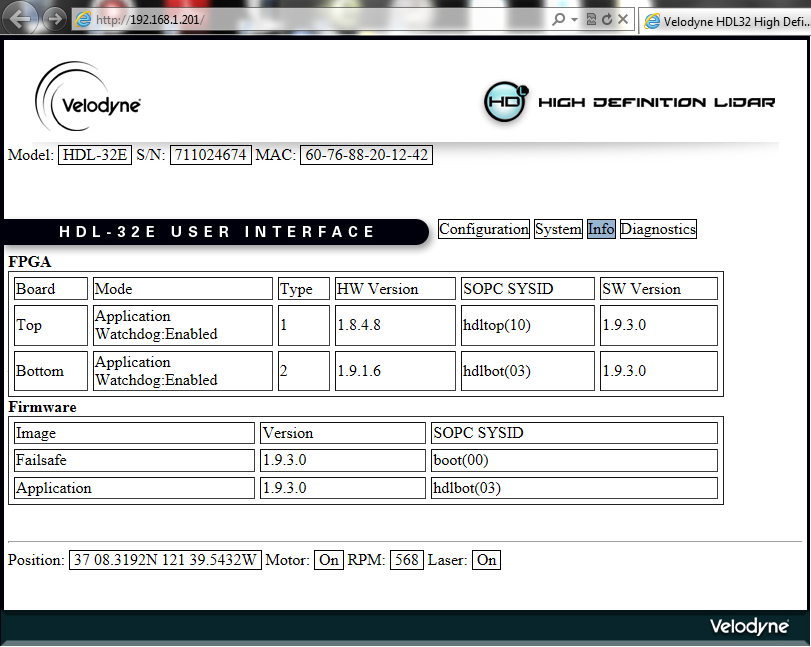 http://192.168.1.201/
Velodyne HDL32 High Defi...
Velodyne
HD L HIGH DEFINITION LIDAR
Model: HDL-32E S/N: 711024674 MAC: 60-76-88-20-12-42
HDL-32E USER INTERFACE Configuration System Info Diagnostics
FPGA
Board Mode Type HW Version SOPC SYSID SW Version
Top Application Watchdog:Enabled 1 1.8.4.8 hdltop(10) 1.9.3.0
Bottom Application Watchdog:Enabled 2 1.9.1.6 hdlbot(03) 1.9.3.0
Firmware
Image Version SOPC SYSID
Failsafe 1.9.3.0 boot(00)
Application 1.9.3.0 hdlbot(03)
Position: 37 08.3192N 121 39.5432W Motor: On RPM: 568 Laser: On
Velodyne